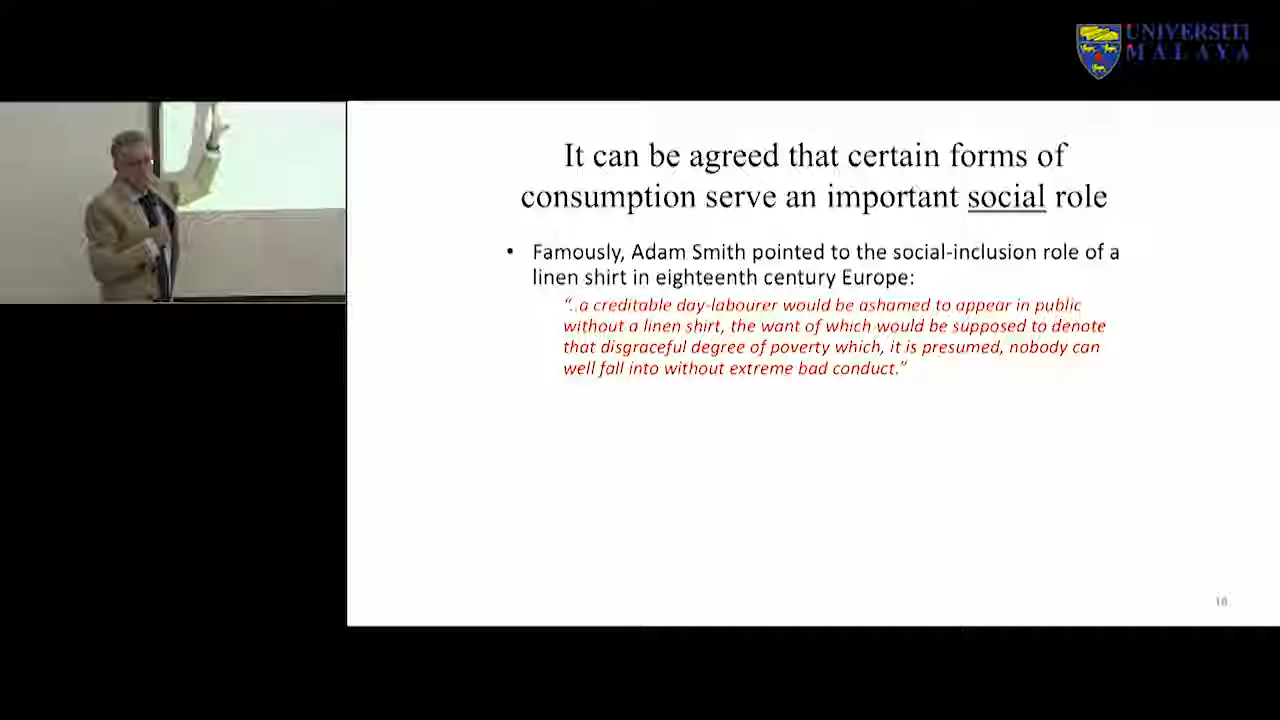 UNIVERSITI
MALAYA
It can be agreed that certain forms of
consumption serve an important social role
• Famously, Adam Smith pointed to the social-inclusion role of a
linen shirt in eighteenth century Europe:
“..a creditable day-labourer would be ashamed to appear in public
without a linen shirt, the want of which would be supposed to denote
that disgraceful degree of poverty which, it is presumed, nobody can
well fall into without extreme bad conduct.”